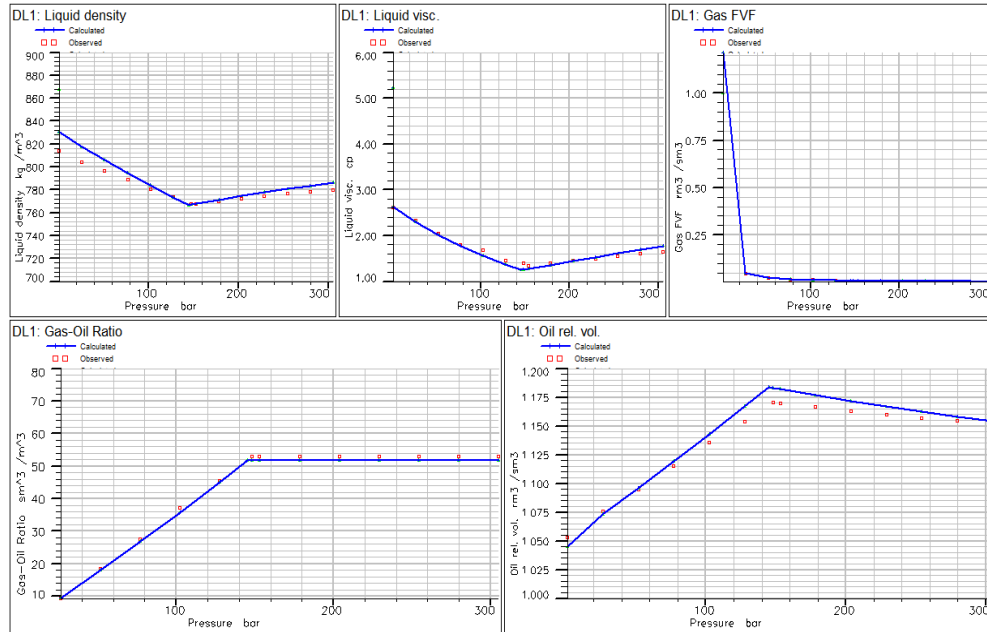 DL1: Liquid density
Calculated
Observed
900
880
860
840
820
800
780
760
740
720
700
Liquid density kg /m^3
100
200
300
Pressure bar
DL1: Liquid visc.
Calculated
Observed
6.00
5.00
4.00
3.00
2.00
1.00
Liquid visc. cp
100
200
300
Pressure bar
DL1: Gas FVF
Calculated
Observed
1.00
0.75
0.50
0.25
Gas FVF rm3 /sm3
100
200
300
Pressure bar
DL1: Gas-Oil Ratio
Calculated
Observed
80
70
60
50
40
30
20
10
Gas-Oil Ratio sm^3 /m^3
100
200
300
Pressure bar
DL1: Oil rel. vol.
Calculated
Observed
1.200
1.175
1.150
1.125
1.100
1.075
1.050
1.025
1.000
Oil rel. vol. rm3 /sm3
100
200
300
Pressure bar